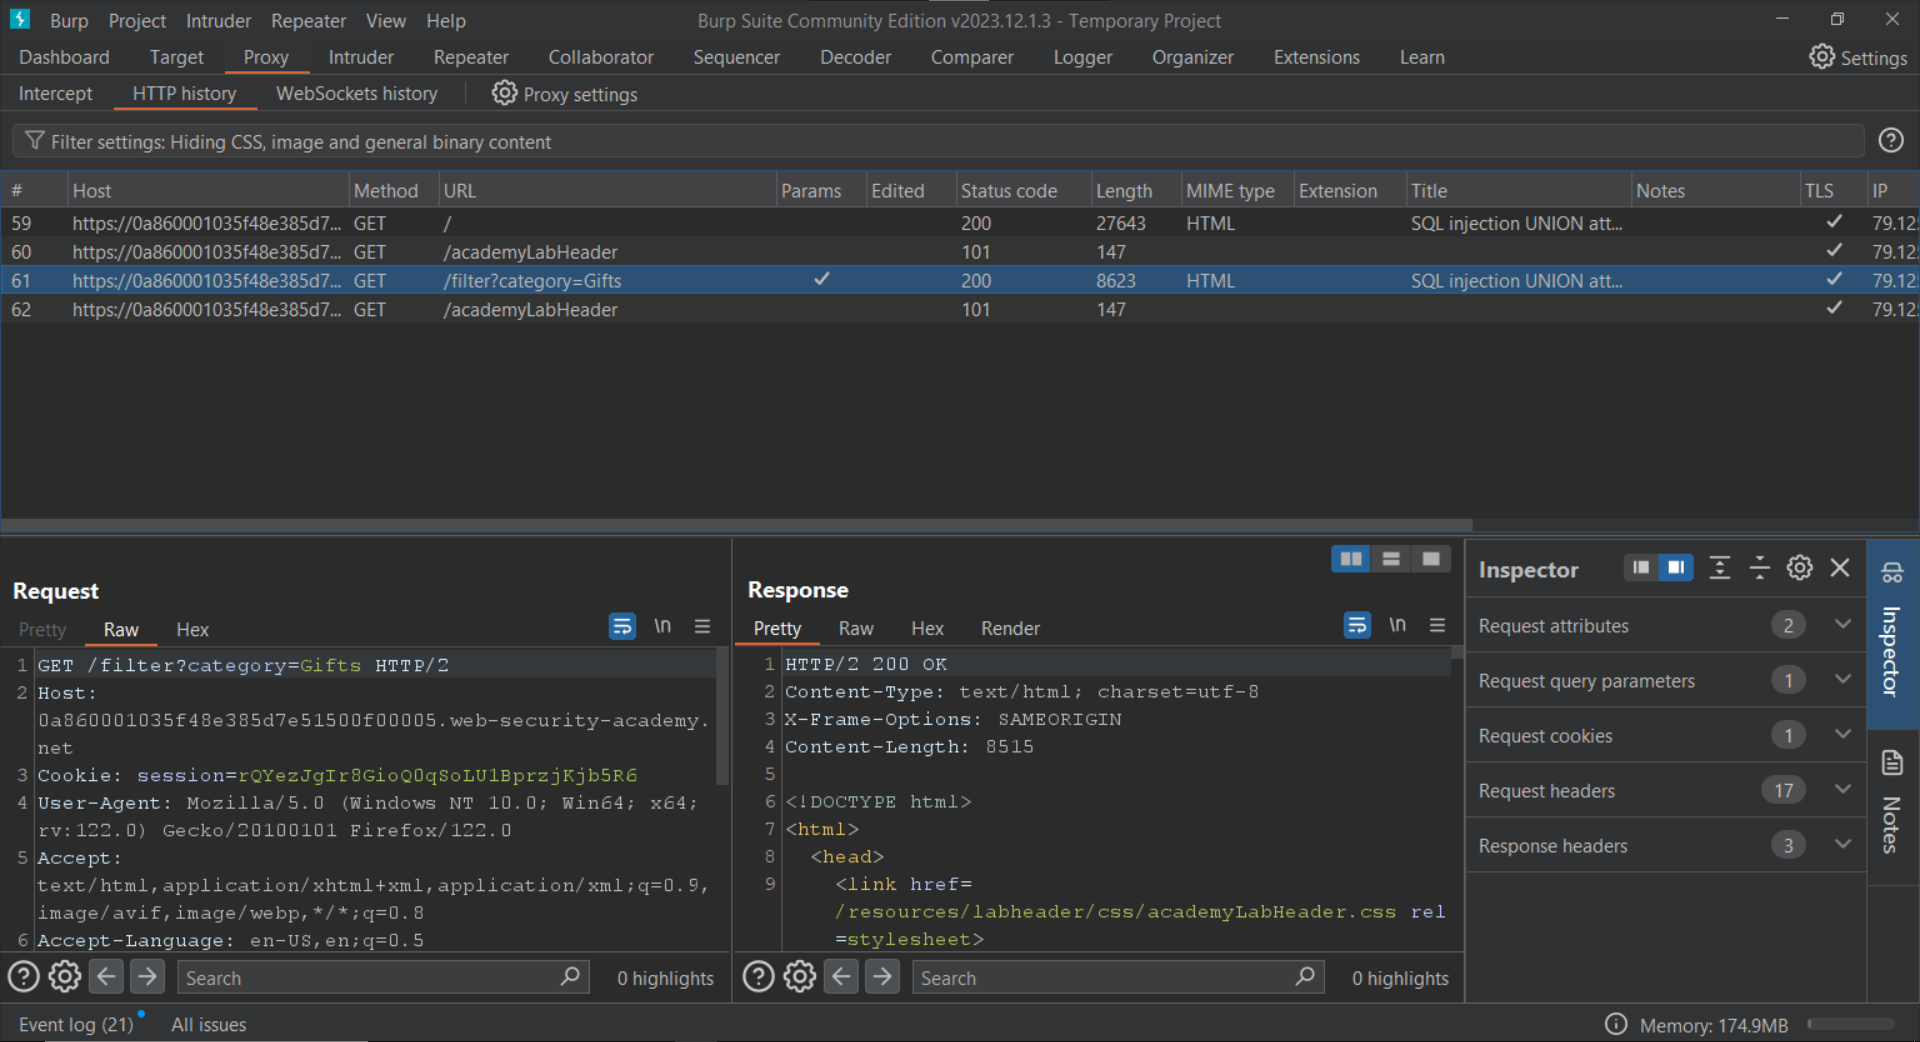 Burp Project Intruder Repeater View Help Burp Suite Community Edition v2023.12.1.3 - Temporary Project
Dashboard Target Proxy Intruder Repeater Collaborator Sequencer Decoder Comparer Logger Organizer Extensions Learn Settings
Intercept HTTP history WebSockets history Proxy settings
Filter settings: Hiding CSS, image and general binary content
# Host Method URL Params Edited Status code Length MIME type Extension Title Notes TLS IP
59 https://0a860001035f48e385d7... GET / 200 27643 HTML SQL injection UNION att... ✓ 79.12
60 https://0a860001035f48e385d7... GET /academyLabHeader 101 147 ✓ 79.12
61 https://0a860001035f48e385d7... GET /filter?category=Gifts ✓ 200 8623 HTML SQL injection UNION att... ✓ 79.12
62 https://0a860001035f48e385d7... GET /academyLabHeader 101 147 ✓ 79.12
Request
Pretty Raw Hex \n
1 GET /filter?category=Gifts HTTP/2
2 Host:
0a860001035f48e385d7e51500f00005.web-security-academy.
net
3 Cookie: session=rQYezJgIr8GioQ0qSoLU1BprzjKjb5R6
4 User-Agent: Mozilla/5.0 (Windows NT 10.0; Win64; x64;
rv:122.0) Gecko/20100101 Firefox/122.0
5 Accept:
text/html,application/xhtml+xml,application/xml;q=0.9,
image/avif,image/webp,*/*;q=0.8
6 Accept-Language: en-US,en;q=0.5
Search 0 highlights
Response
Pretty Raw Hex Render \n
1 HTTP/2 200 OK
2 Content-Type: text/html; charset=utf-8
3 X-Frame-Options: SAMEORIGIN
4 Content-Length: 8515
5
6 <!DOCTYPE html>
7 <html>
8 <head>
9 <link href=
/resources/labheader/css/academyLabHeader.css rel
=stylesheet>
Search 0 highlights
Inspector
Request attributes 2
Request query parameters 1
Request cookies 1
Request headers 17
Response headers 3
Inspector
Notes
Event log (21) All issues Memory: 174.9MB